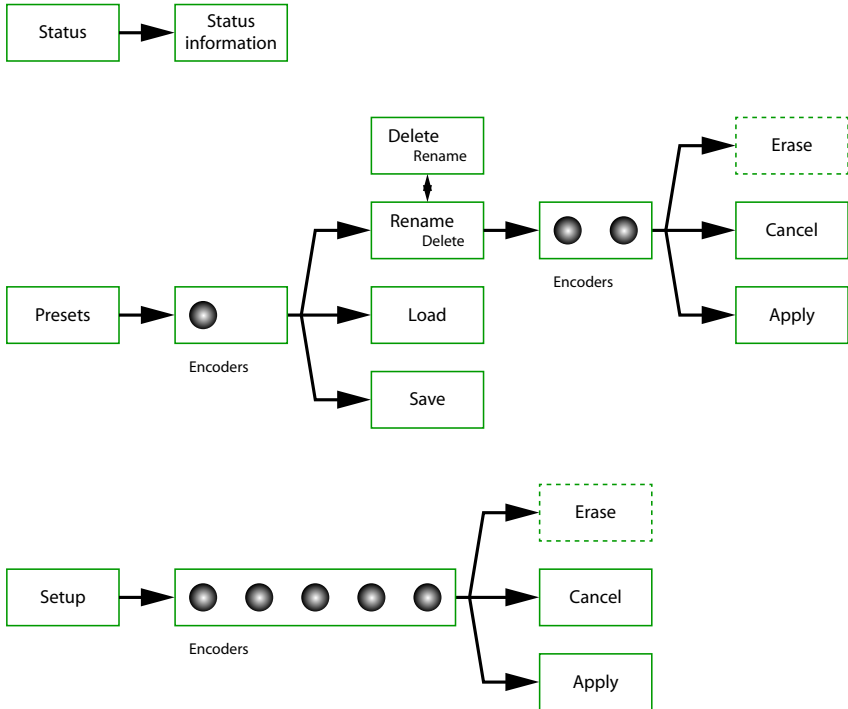 Status
Status
information
Delete
Rename
Erase
Rename
Delete
Cancel
Encoders
Presets
Load
Apply
Encoders
Save
Erase
Setup
Cancel
Encoders
Apply